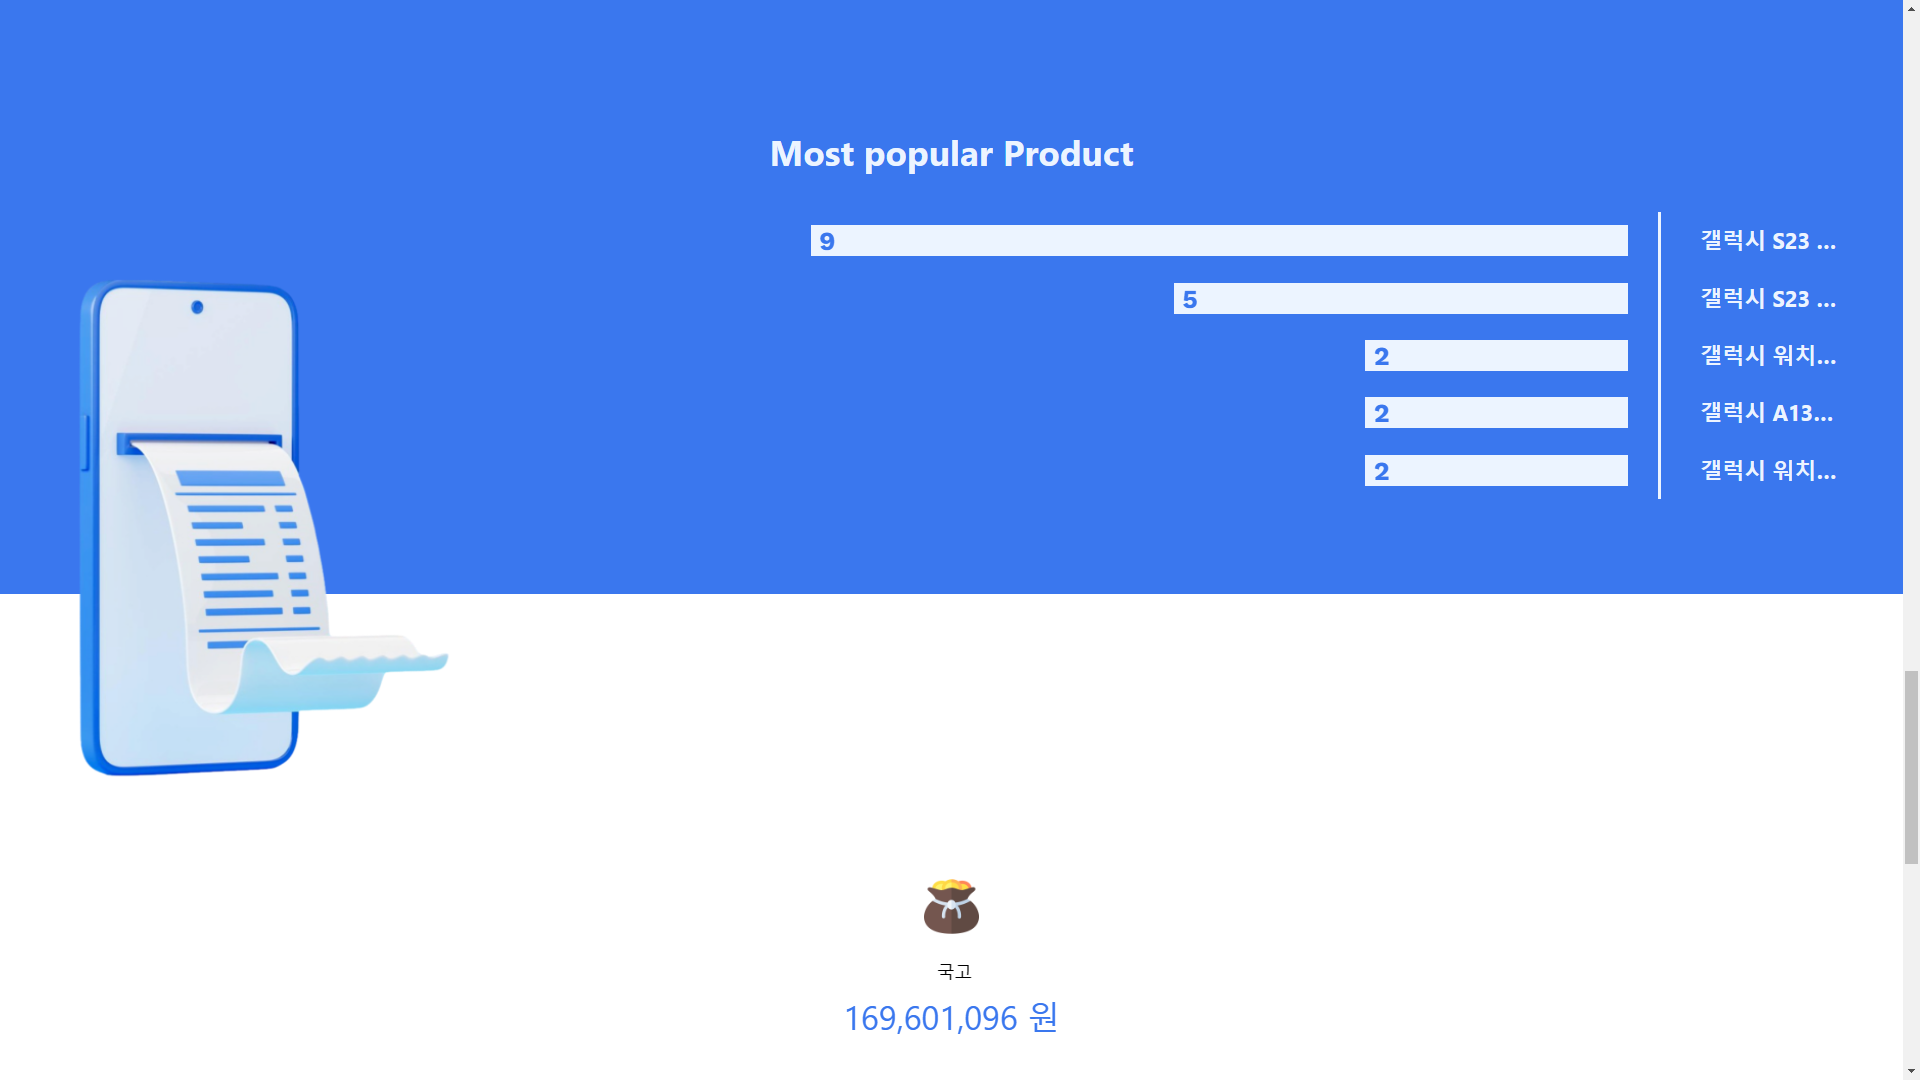 Most popular Product
9 갤럭시 S23 ...
5 갤럭시 S23 ...
2 갤럭시 워치...
2 갤럭시 A13...
2 갤럭시 워치...
국고
169,601,096 원